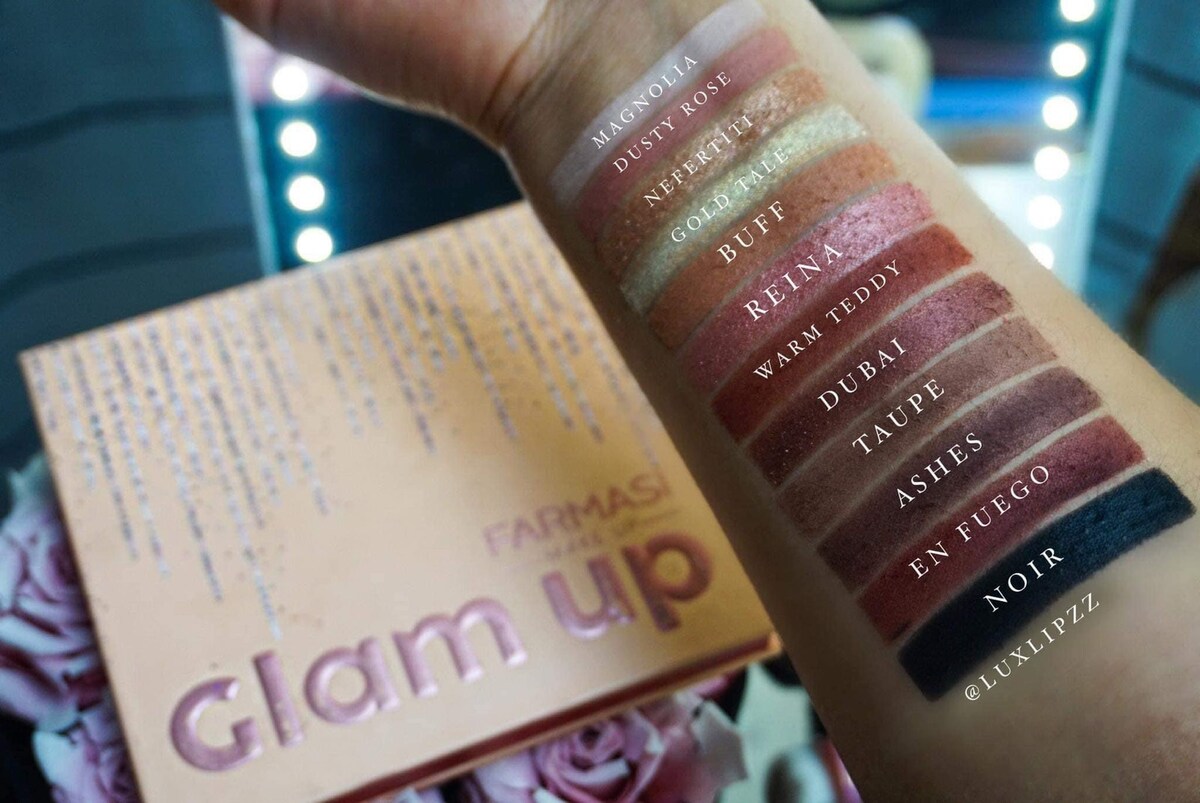 MAGNOLIA
DUSTY ROSE
NEFERTITI
GOLD TALE
BUFF
REINA
WARM TEDDY
DUBAI
TAUPE
ASHES
EN FUEGO
NOIR
@LUXLIPZZ
FARMASi
Glam up